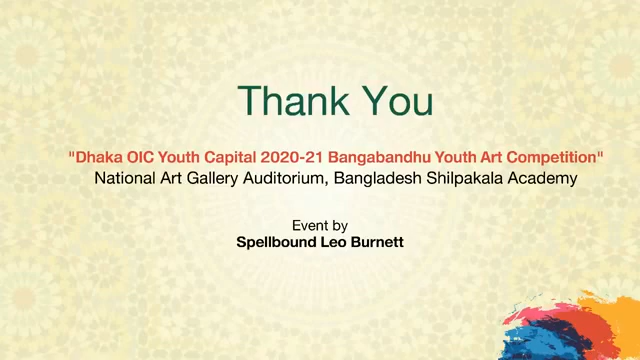 Thank You
"Dhaka OIC Youth Capital 2020-21 Bangabandhu Youth Art Competition"
National Art Gallery Auditorium, Bangladesh Shilpakala Academy
Event by
Spellbound Leo Burnett